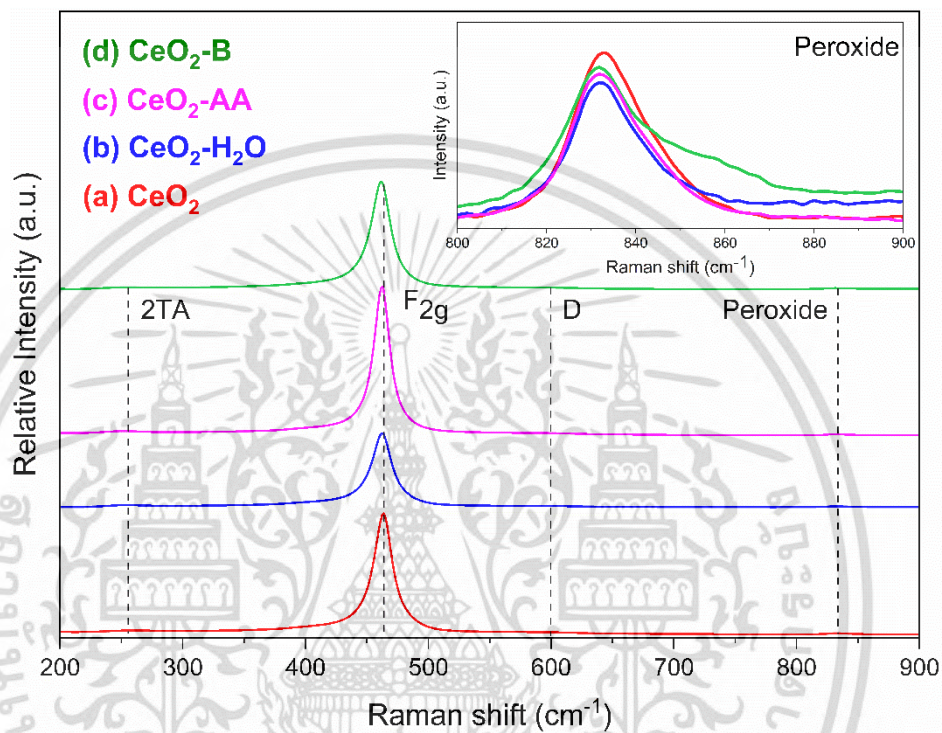 (d) CeO₂-B
(c) CeO₂-AA
(b) CeO₂-H₂O
(a) CeO₂
Peroxide
Intensity (a.u.)
800 820 840 860 880 900
Raman shift (cm⁻¹)
Relative Intensity (a.u.)
2TA F₂g D Peroxide
200 300 400 500 600 700 800 900
Raman shift (cm⁻¹)